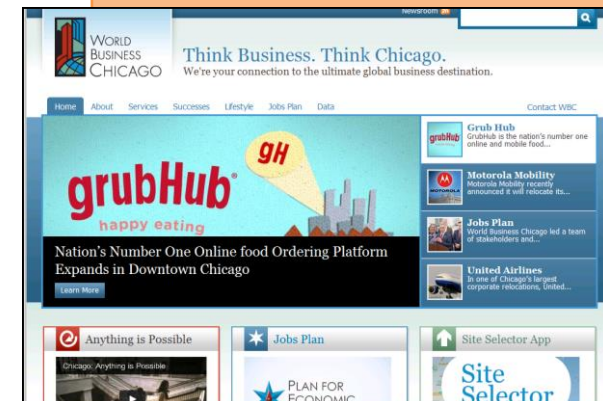 Newsroom
WORLD
BUSINESS
CHICAGO
Think Business. Think Chicago.
We're your connection to the ultimate global business destination.
Home About Services Successes Lifestyle Jobs Plan Data Contact WBC
grubHub
happy eating
gH
Nation's Number One Online food Ordering Platform
Expands in Downtown Chicago
Learn More
grubHub
Grub Hub
GrubHub is the nation's number one
online and mobile food...
MOTOROLA
Motorola Mobility
Motorola Mobility recently
announced it will relocate its...
Jobs Plan
World Business Chicago led a team
of stakeholders and...
United Airlines
In one of Chicago's largest
corporate relocations, United...
Anything is Possible
Chicago: Anything is Possible
Jobs Plan
PLAN FOR
ECONOMIC
Site Selector App
Site
Selector